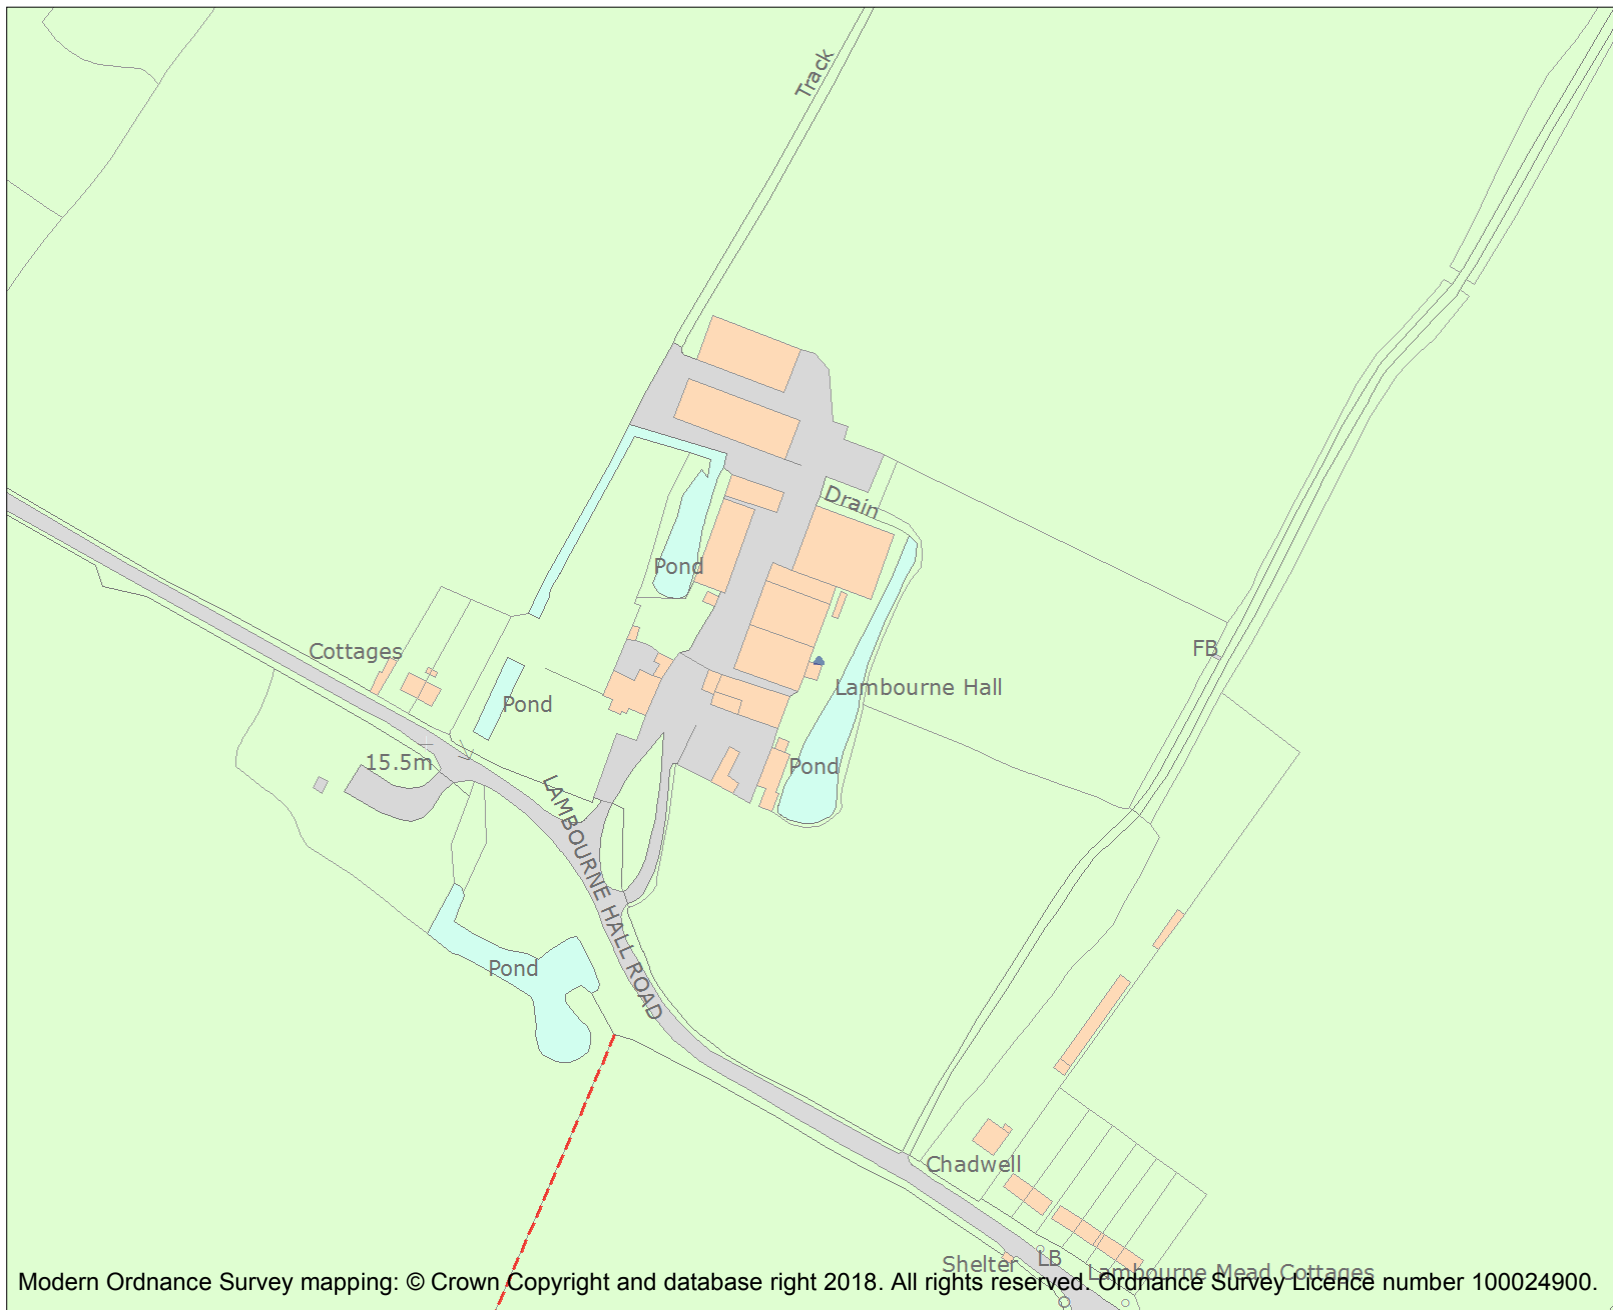 Track
Drain
Pond
Cottages
FB
Lambourne Hall
Pond
15.5m
Pond
LAMBOURNE HALL ROAD
Pond
Chadwell
Shelter
LB
Lambourne Mead Cottages
Modern Ordnance Survey mapping: © Crown Copyright and database right 2018. All rights reserved. Ordnance Survey Licence number 100024900.